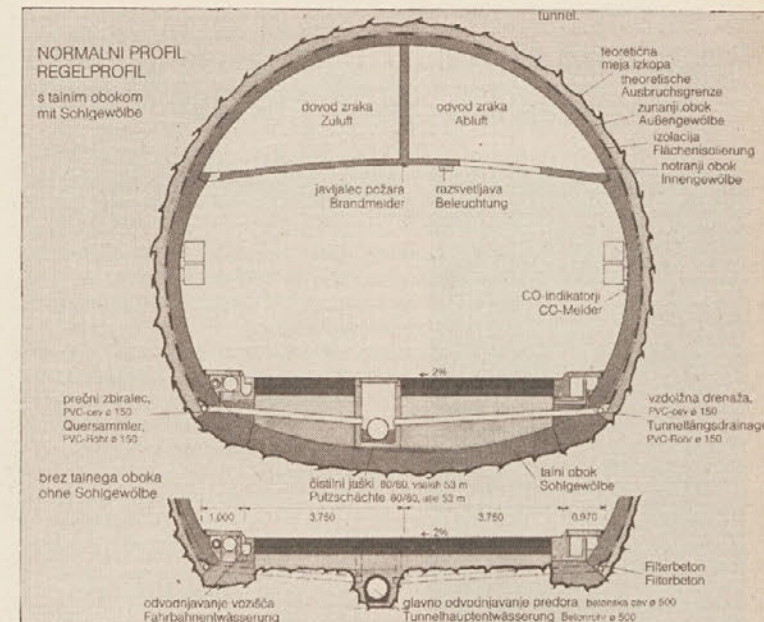 tunnel.
NORMALNI PROFIL
REGELPROFIL
s talnim obokom
mit Sohlgewölbe
teoretična
meja izkopa
theoretische
Ausbruchsgrenze
zunanji obok
Außengewölbe
izolacija
Flächenisolierung
notranji obok
Innengewölbe
dovod zraka
Zuluft
odvod zraka
Abluft
javljalec požara
Brandmelder
razsvetljava
Beleuchtung
CO-indikatorji
CO-Melder
2%
prečni zbiralec,
PVC-cev ø 150
Quersammler,
PVC-Rohr ø 150
vzdolžna drenaža,
PVC-cev ø 150
Tunnellängsdrainage
PVC-Rohr ø 150
brez talnega oboka
ohne Sohlgewölbe
čistilni jaški 80/80, vsakih 53 m
Putzschächte 80/80, alle 53 m
talni obok
Sohlgewölbe
1,000 3,750 3,750 0,970
2%
Filterbeton
Filterbeton
odvodnjavanje vozišča
Fahrbahnentwässerung
glavno odvodnjavanje predora betonska cev ø 500
Tunnelhauptentwässerung Betonrohr ø 500